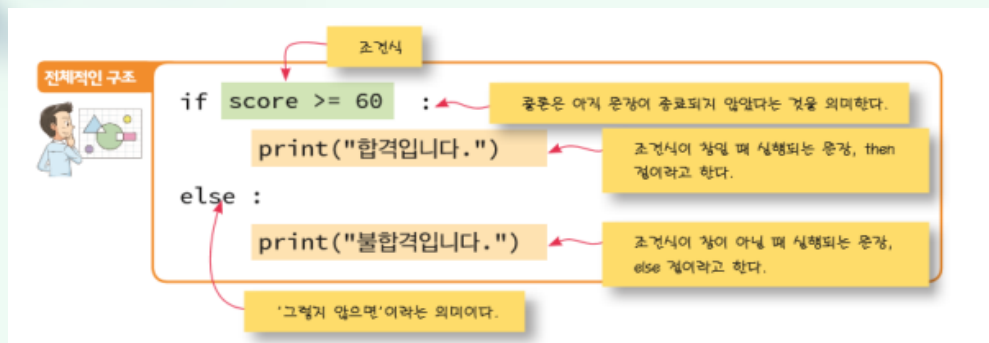 조건식
전체적인 구조
if score >= 60 :
콜론은 아직 문장이 종료되지 않았다는 것을 의미한다.
print("합격입니다.")
조건식이 참일 때 실행되는 문장, then
절이라고 한다.
else :
print("불합격입니다.")
조건식이 참이 아닐 때 실행되는 문장,
else 절이라고 한다.
'그렇지 않으면'이라는 의미이다.